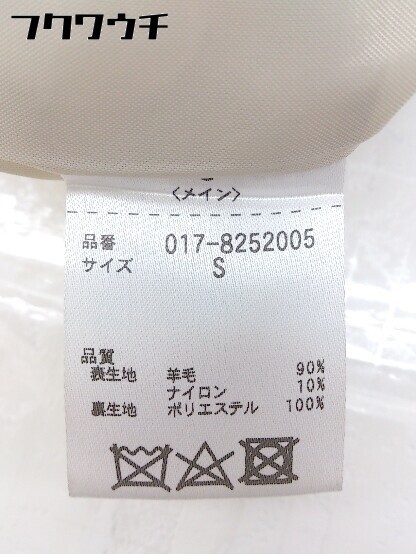 フクワウチ
〈メイン〉
品番 017-8252005
サイズ S
品質
表生地 羊毛 90%
ナイロン 10%
裏生地 ポリエステル 100%